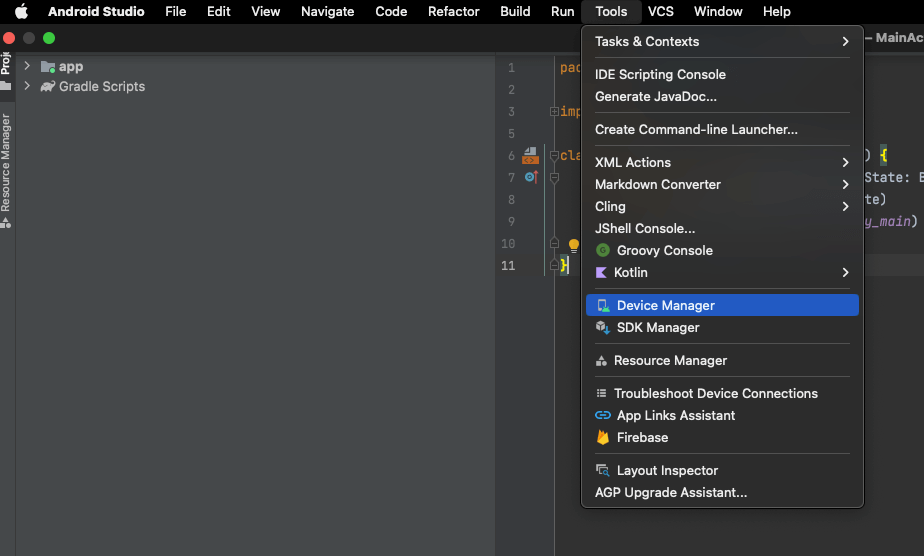 Android Studio File Edit View Navigate Code Refactor Build Run Tools VCS Window Help
– MainAc
Proj
app
Gradle Scripts
Resource Manager
1 pac
2
3 imp
5
6 cla ) {
7 State: B
8 te)
9 y_main)
10
11 }
Tasks & Contexts
IDE Scripting Console
Generate JavaDoc...
Create Command-line Launcher...
XML Actions
Markdown Converter
Cling
JShell Console...
G Groovy Console
Kotlin
Device Manager
SDK Manager
Resource Manager
Troubleshoot Device Connections
App Links Assistant
Firebase
Layout Inspector
AGP Upgrade Assistant...